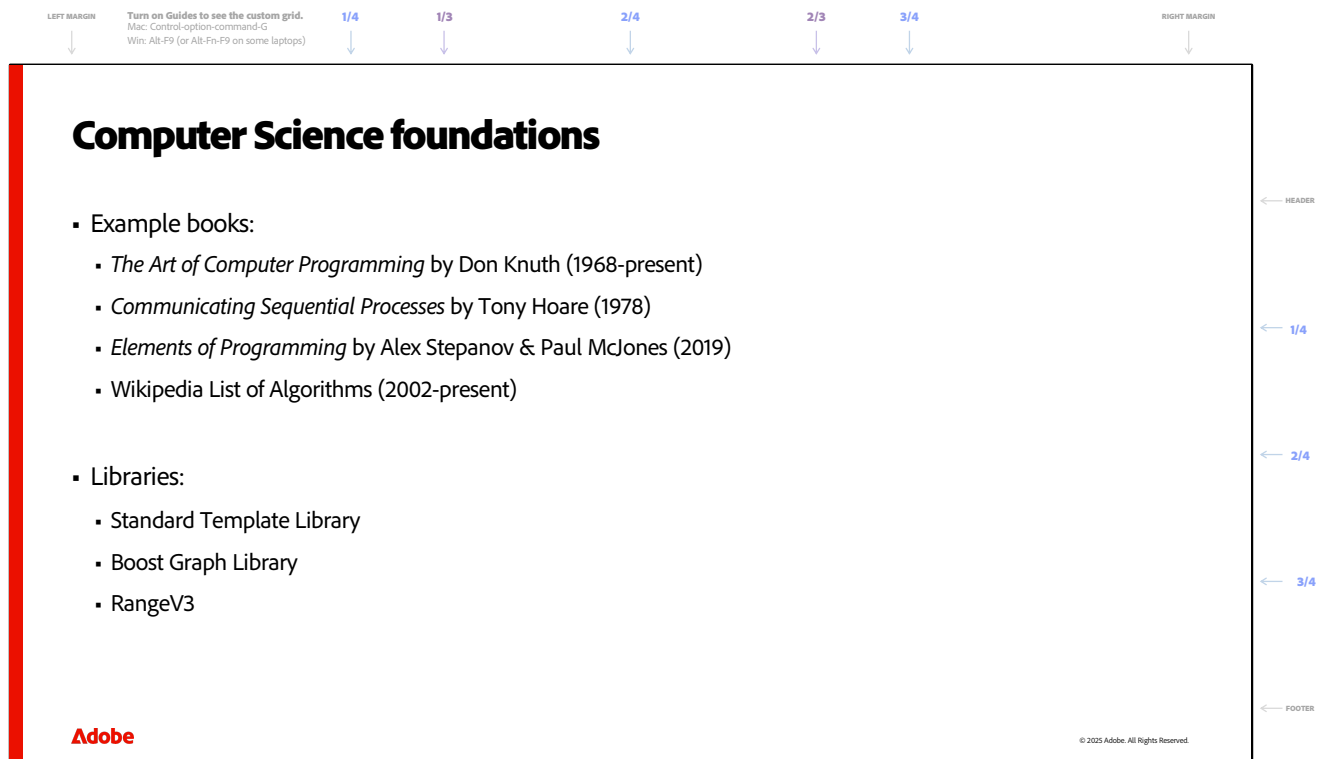 LEFT MARGIN
Turn on Guides to see the custom grid.
Mac: Control-option-command-G
Win: Alt-F9 (or Alt-Fn-F9 on some laptops)
1/4
1/3
2/4
2/3
3/4
RIGHT MARGIN
Computer Science foundations
HEADER
▪ Example books:
▪ The Art of Computer Programming by Don Knuth (1968-present)
▪ Communicating Sequential Processes by Tony Hoare (1978)
1/4
▪ Elements of Programming by Alex Stepanov & Paul McJones (2019)
▪ Wikipedia List of Algorithms (2002-present)
2/4
▪ Libraries:
▪ Standard Template Library
▪ Boost Graph Library
3/4
▪ RangeV3
FOOTER
Adobe
© 2025 Adobe. All Rights Reserved.